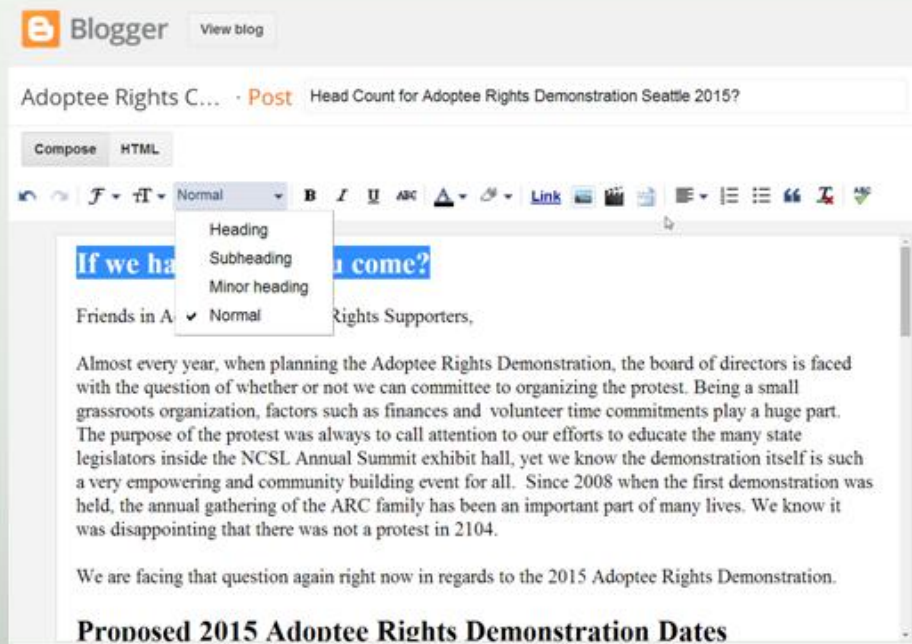 Blogger View blog
Adoptee Rights C... · Post Head Count for Adoptee Rights Demonstration Seattle 2015?
Compose HTML
Normal B I U ABC A Link
Heading
Subheading
Minor heading
Normal
If we ha u come?
Friends in A Rights Supporters,
Almost every year, when planning the Adoptee Rights Demonstration, the board of directors is faced
with the question of whether or not we can committee to organizing the protest. Being a small
grassroots organization, factors such as finances and volunteer time commitments play a huge part.
The purpose of the protest was always to call attention to our efforts to educate the many state
legislators inside the NCSL Annual Summit exhibit hall, yet we know the demonstration itself is such
a very empowering and community building event for all. Since 2008 when the first demonstration was
held, the annual gathering of the ARC family has been an important part of many lives. We know it
was disappointing that there was not a protest in 2104.
We are facing that question again right now in regards to the 2015 Adoptee Rights Demonstration.
Proposed 2015 Adoptee Rights Demonstration Dates